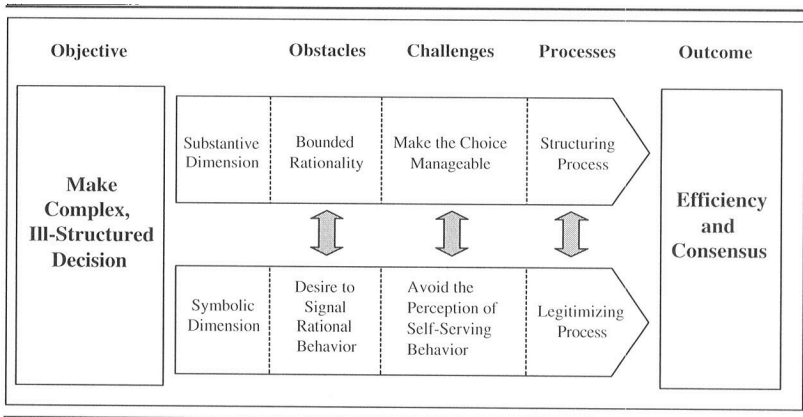 Objective
Obstacles
Challenges
Processes
Outcome
Make
Complex,
Ill-Structured
Decision
Substantive
Dimension
Bounded
Rationality
Make the Choice
Manageable
Structuring
Process
Symbolic
Dimension
Desire to
Signal
Rational
Behavior
Avoid the
Perception of
Self-Serving
Behavior
Legitimizing
Process
Efficiency
and
Consensus